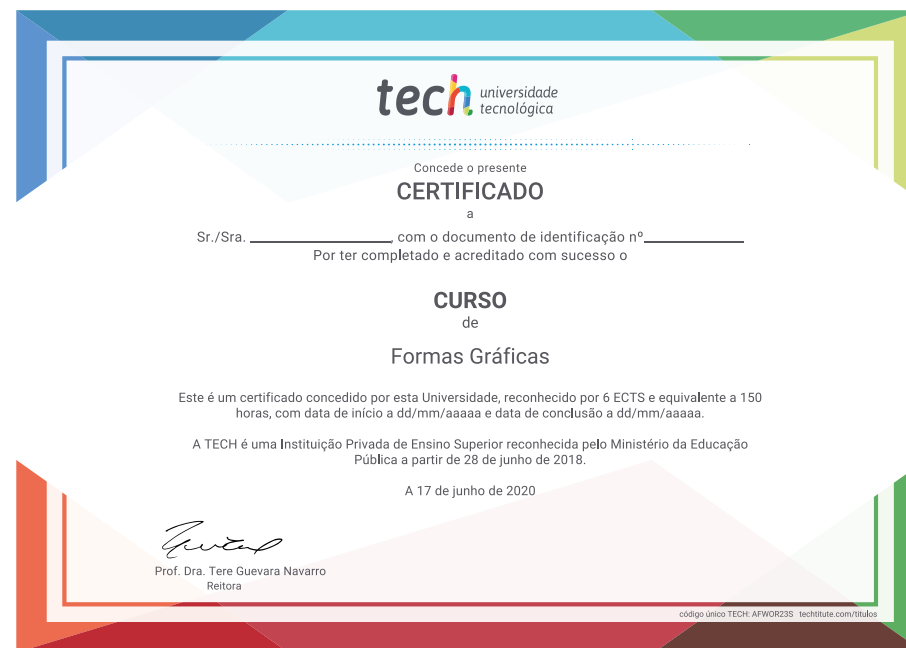 tech universidade
tecnológica
Concede o presente
CERTIFICADO
a
Sr./Sra. , com o documento de identificação nº
Por ter completado e acreditado com sucesso o
CURSO
de
Formas Gráficas
Este é um certificado concedido por esta Universidade, reconhecido por 6 ECTS e equivalente a 150
horas, com data de início a dd/mm/aaaaa e data de conclusão a dd/mm/aaaaa.
A TECH é uma Instituição Privada de Ensino Superior reconhecida pelo Ministério da Educação
Pública a partir de 28 de junho de 2018.
A 17 de junho de 2020
Prof. Dra. Tere Guevara Navarro
Reitora
código único TECH: AFWOR23S techtitute.com/titulos